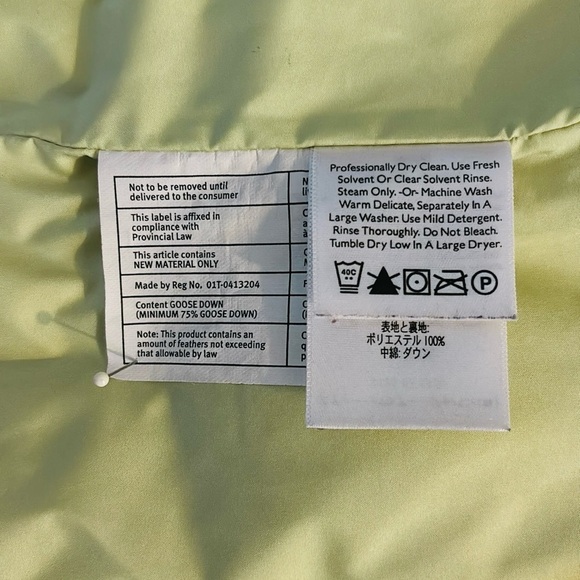 Not to be removed until
delivered to the consumer
This label is affixed in
compliance with
Provincial Law
This article contains
NEW MATERIAL ONLY
Made by Reg No. 01T-0413204
Content GOOSE DOWN
(MINIMUM 75% GOOSE DOWN)
Note: This product contains an
amount of feathers not exceeding
that allowable by law
Professionally Dry Clean. Use Fresh
Solvent Or Clear Solvent Rinse.
Steam Only. -Or- Machine Wash
Warm Delicate, Separately In A
Large Washer. Use Mild Detergent.
Rinse Thoroughly. Do Not Bleach.
Tumble Dry Low In A Large Dryer.
40C
P
表地と裏地:
ポリエステル 100%
中綿: ダウン